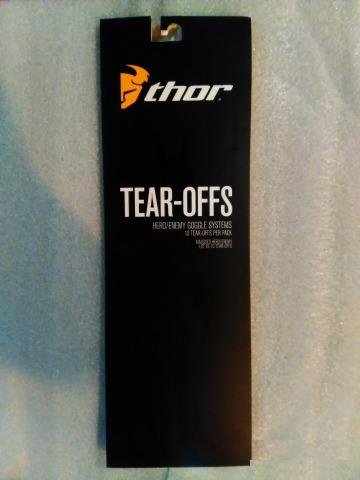 thor
TEAR-OFFS
HERO/ENEMY GOGGLE SYSTEMS
10 TEAR-OFFS PER PACK